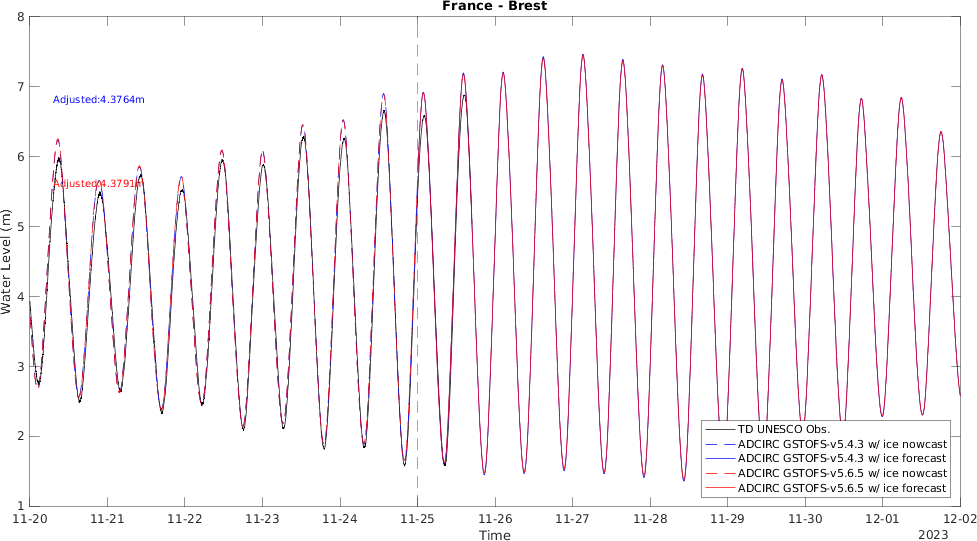 France - Brest
8
7
6
5
4
3
2
1
Water Level (m)
Adjusted:4.3764m
Adjusted:4.3791m
TD UNESCO Obs.
ADCIRC GSTOFS-v5.4.3 w/ ice nowcast
ADCIRC GSTOFS-v5.4.3 w/ ice forecast
ADCIRC GSTOFS-v5.6.5 w/ ice nowcast
ADCIRC GSTOFS-v5.6.5 w/ ice forecast
11-20 11-21 11-22 11-23 11-24 11-25 11-26 11-27 11-28 11-29 11-30 12-01 12-02
Time
2023